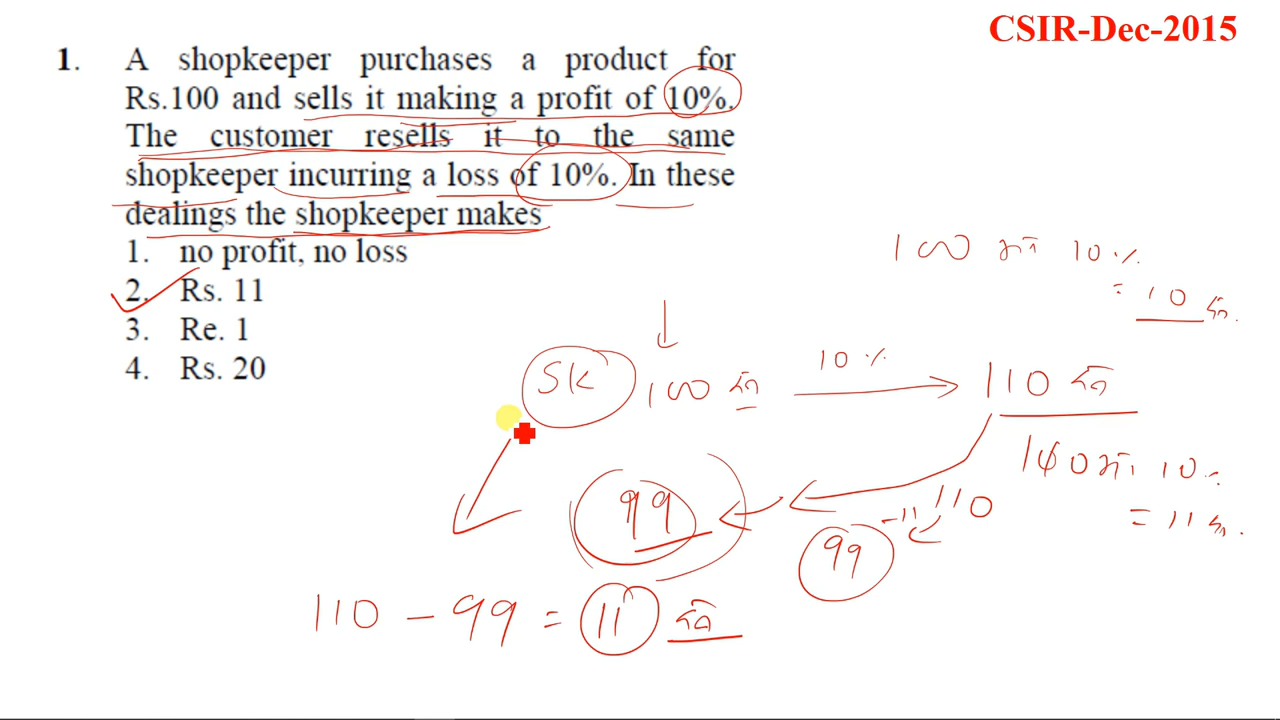 CSIR-Dec-2015
1. A shopkeeper purchases a product for
Rs.100 and sells it making a profit of 10%.
The customer resells it to the same
shopkeeper incurring a loss of 10%. In these
dealings the shopkeeper makes
1. no profit, no loss
2. Rs. 11
3. Re. 1
4. Rs. 20
100 10%
= 10
SK 100 10% 110
10%
= 11
99 -11 110
99
110 - 99 = 11